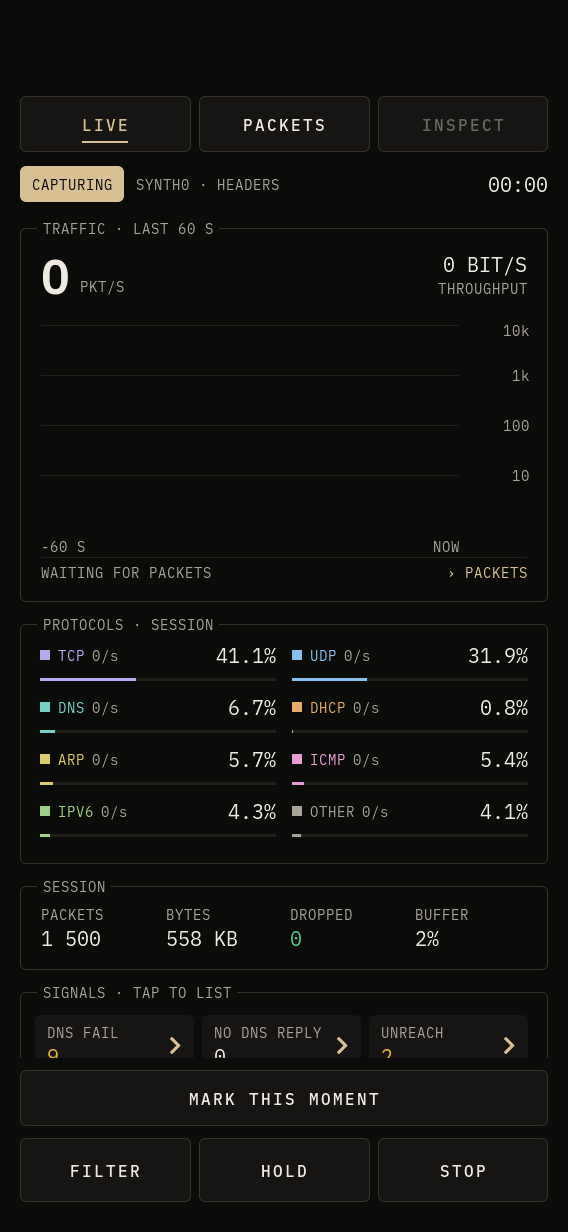 LIVE PACKETS INSPECT
CAPTURING SYNTH0 · HEADERS 00:00
TRAFFIC · LAST 60 S
0 PKT/S 0 BIT/S
THROUGHPUT
10k
1k
100
10
-60 S NOW
WAITING FOR PACKETS › PACKETS
PROTOCOLS · SESSION
TCP 0/s 41.1% UDP 0/s 31.9%
DNS 0/s 6.7% DHCP 0/s 0.8%
ARP 0/s 5.7% ICMP 0/s 5.4%
IPV6 0/s 4.3% OTHER 0/s 4.1%
SESSION
PACKETS BYTES DROPPED BUFFER
1 500 558 KB 0 2%
SIGNALS · TAP TO LIST
DNS FAIL NO DNS REPLY UNREACH
MARK THIS MOMENT
FILTER HOLD STOP